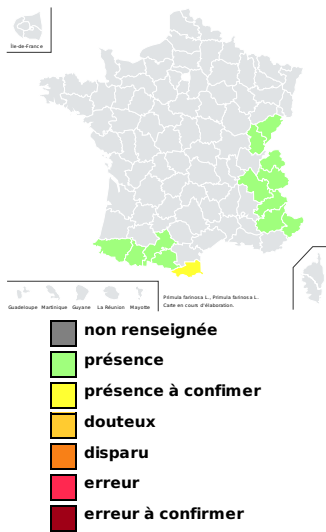 Île-de-France
Guadeloupe Martinique Guyane La Réunion Mayotte
Primula farinosa L., Primula farinosa L.
Carte en cours d'élaboration.
non renseignée
présence
présence à confimer
douteux
disparu
erreur
erreur à confirmer